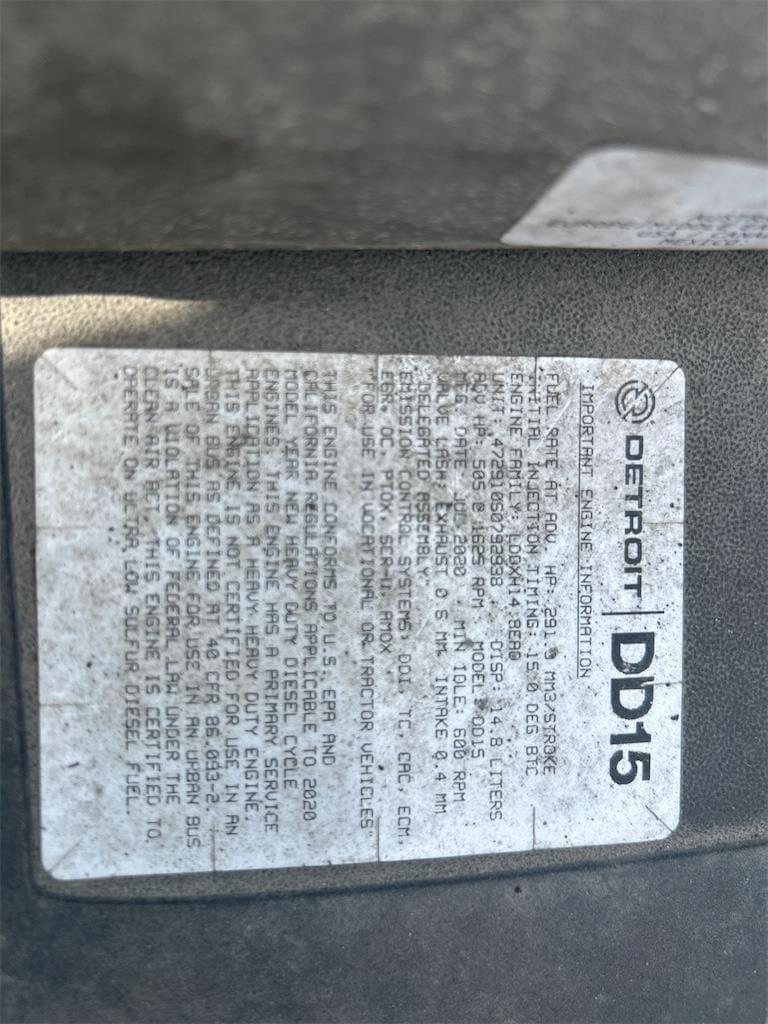 DETROIT DD15
IMPORTANT ENGINE INFORMATION
FUEL RATE AT ADV. HP: 291.0 MM3/STROKE
INITIAL INJECTION TIMING: 15.0 DEG BTC
ENGINE FAMILY: LDDXH14.8EAD
UNIT: 472910S0792938 DISP: 14.8 LITERS
ADV HP: 505 @ 1625 RPM MODEL: DD15
MFG. DATE 2020 MIN IDLE: 600 RPM
VALVE LASH: EXHAUST 0.6 MM INTAKE 0.4 MM
"DELEGATED ASSEMBLY"
EMISSION CONTROL SYSTEMS: DDI, TC, CAC, ECM,
EGR, OC, PTOX, SCR-U, AMOX
"FOR USE IN VOCATIONAL OR TRACTOR VEHICLES"
THIS ENGINE CONFORMS TO U.S. EPA AND
CALIFORNIA REGULATIONS APPLICABLE TO 2020
MODEL YEAR NEW HEAVY DUTY DIESEL CYCLE
ENGINES. THIS ENGINE HAS A PRIMARY SERVICE
APPLICATION AS A HEAVY HEAVY DUTY ENGINE.
THIS ENGINE IS NOT CERTIFIED FOR USE IN AN
URBAN BUS AS DEFINED AT 40 CFR 86.093-2.
SALE OF THIS ENGINE FOR USE IN AN URBAN BUS
IS A VIOLATION OF FEDERAL LAW UNDER THE
CLEAN AIR ACT. THIS ENGINE IS CERTIFIED TO
OPERATE ON ULTRA LOW SULFUR DIESEL FUEL.
MEXICO